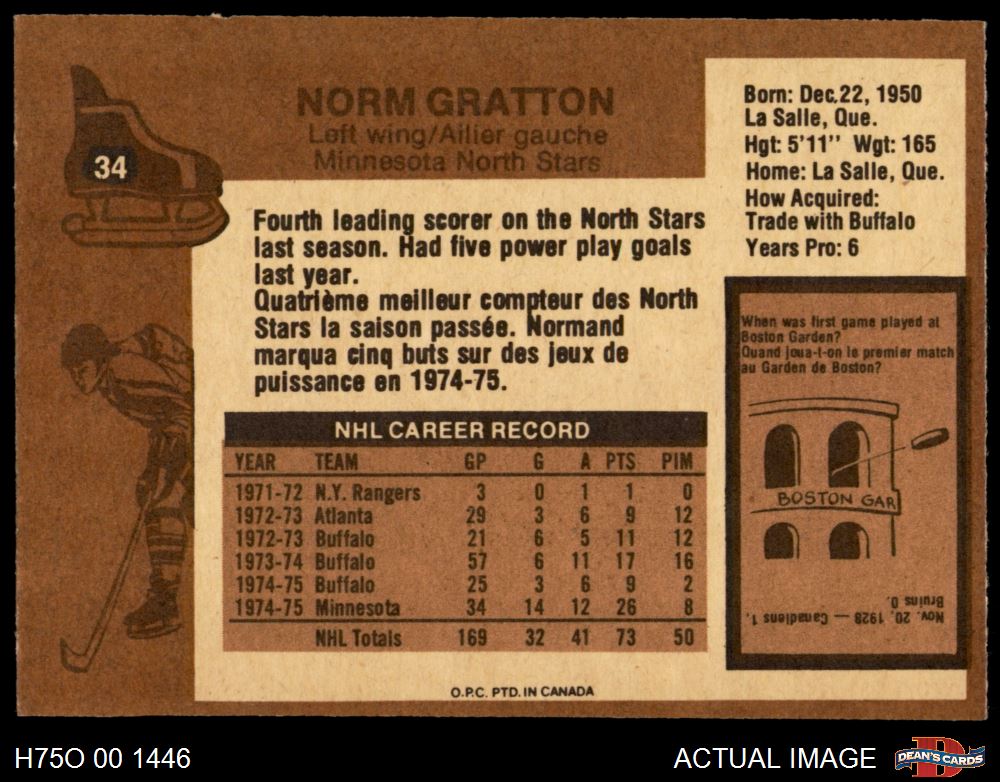 34
NORM GRATTON
Left wing/Ailier gauche
Minnesota North Stars
Born: Dec.22, 1950
La Salle, Que.
Hgt: 5'11'' Wgt: 165
Home: La Salle, Que.
How Acquired:
Trade with Buffalo
Years Pro: 6
Fourth leading scorer on the North Stars
last season. Had five power play goals
last year.
Quatrième meilleur compteur des North
Stars la saison passée. Normand
marqua cinq buts sur des jeux de
puissance en 1974-75.
NHL CAREER RECORD
YEAR TEAM GP G A PTS PIM
1971-72 N.Y. Rangers 3 0 1 1 0
1972-73 Atlanta 29 3 6 9 12
1972-73 Buffalo 21 6 5 11 12
1973-74 Buffalo 57 6 11 17 16
1974-75 Buffalo 25 3 6 9 2
1974-75 Minnesota 34 14 12 26 8
NHL Totals 169 32 41 73 50
When was first game played at
Boston Garden?
Quand joua-t-on le premier match
au Garden de Boston?
BOSTON GAR
Nov. 20, 1928 — Canadiens 1,
Bruins 0.
O.P.C. PTD. IN CANADA
H75O 00 1446
ACTUAL IMAGE
D
DEAN'S CARDS